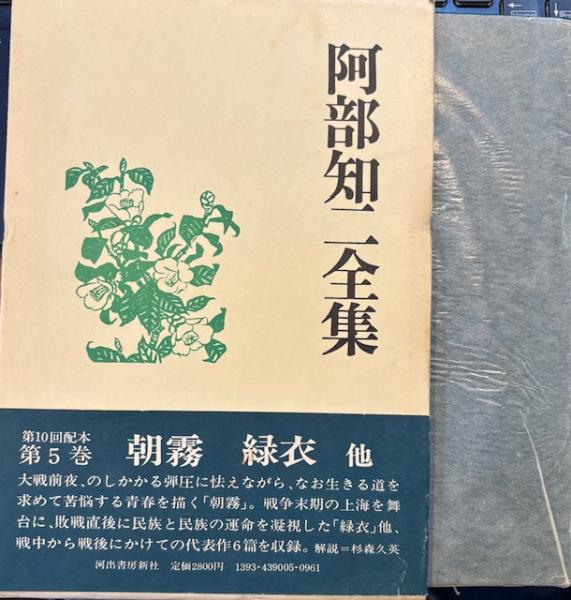 阿部知二全集
第10回配本
第5巻 朝霧 緑衣 他
大戦前夜、のしかかる弾圧に怯えながら、なお生きる道を
求めて苦悩する青春を描く「朝霧」。戦争末期の上海を舞
台に、敗戦直後に民族と民族の運命を凝視した「緑衣」他、
戦中から戦後にかけての代表作6篇を収録。解説=杉森久英
河出書房新社 定価2800円 1393-439005-0961